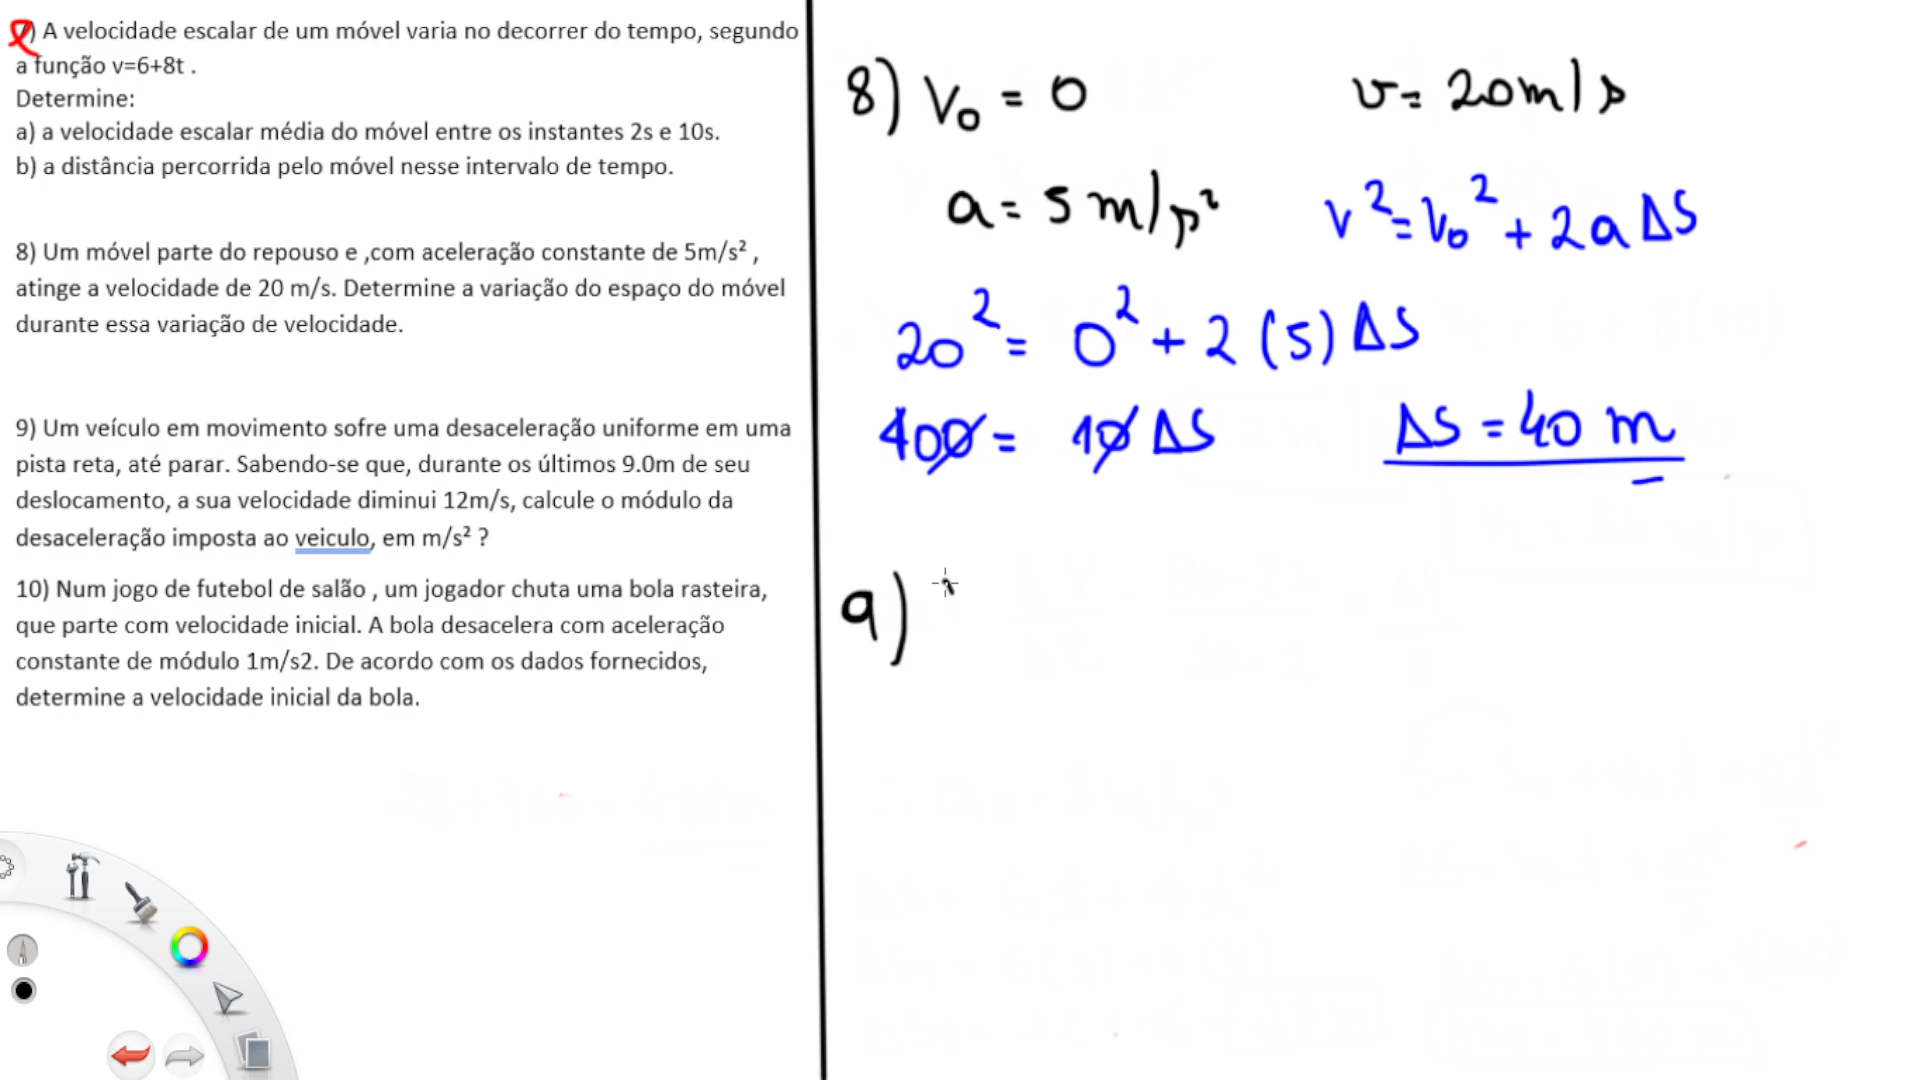 7) A velocidade escalar de um móvel varia no decorrer do tempo, segundo
a função v=6+8t .
Determine:
a) a velocidade escalar média do móvel entre os instantes 2s e 10s.
b) a distância percorrida pelo móvel nesse intervalo de tempo.
8) Um móvel parte do repouso e ,com aceleração constante de 5m/s² ,
atinge a velocidade de 20 m/s. Determine a variação do espaço do móvel
durante essa variação de velocidade.
9) Um veículo em movimento sofre uma desaceleração uniforme em uma
pista reta, até parar. Sabendo-se que, durante os últimos 9.0m de seu
deslocamento, a sua velocidade diminui 12m/s, calcule o módulo da
desaceleração imposta ao veiculo, em m/s² ?
10) Num jogo de futebol de salão , um jogador chuta uma bola rasteira,
que parte com velocidade inicial. A bola desacelera com aceleração
constante de módulo 1m/s2. De acordo com os dados fornecidos,
determine a velocidade inicial da bola.
8) V₀ = 0 v = 20 m/s
a = 5 m/s²
v² = v₀² + 2 a ΔS
20² = 0² + 2 (5) ΔS
400 = 10 ΔS ΔS = 40 m
9)